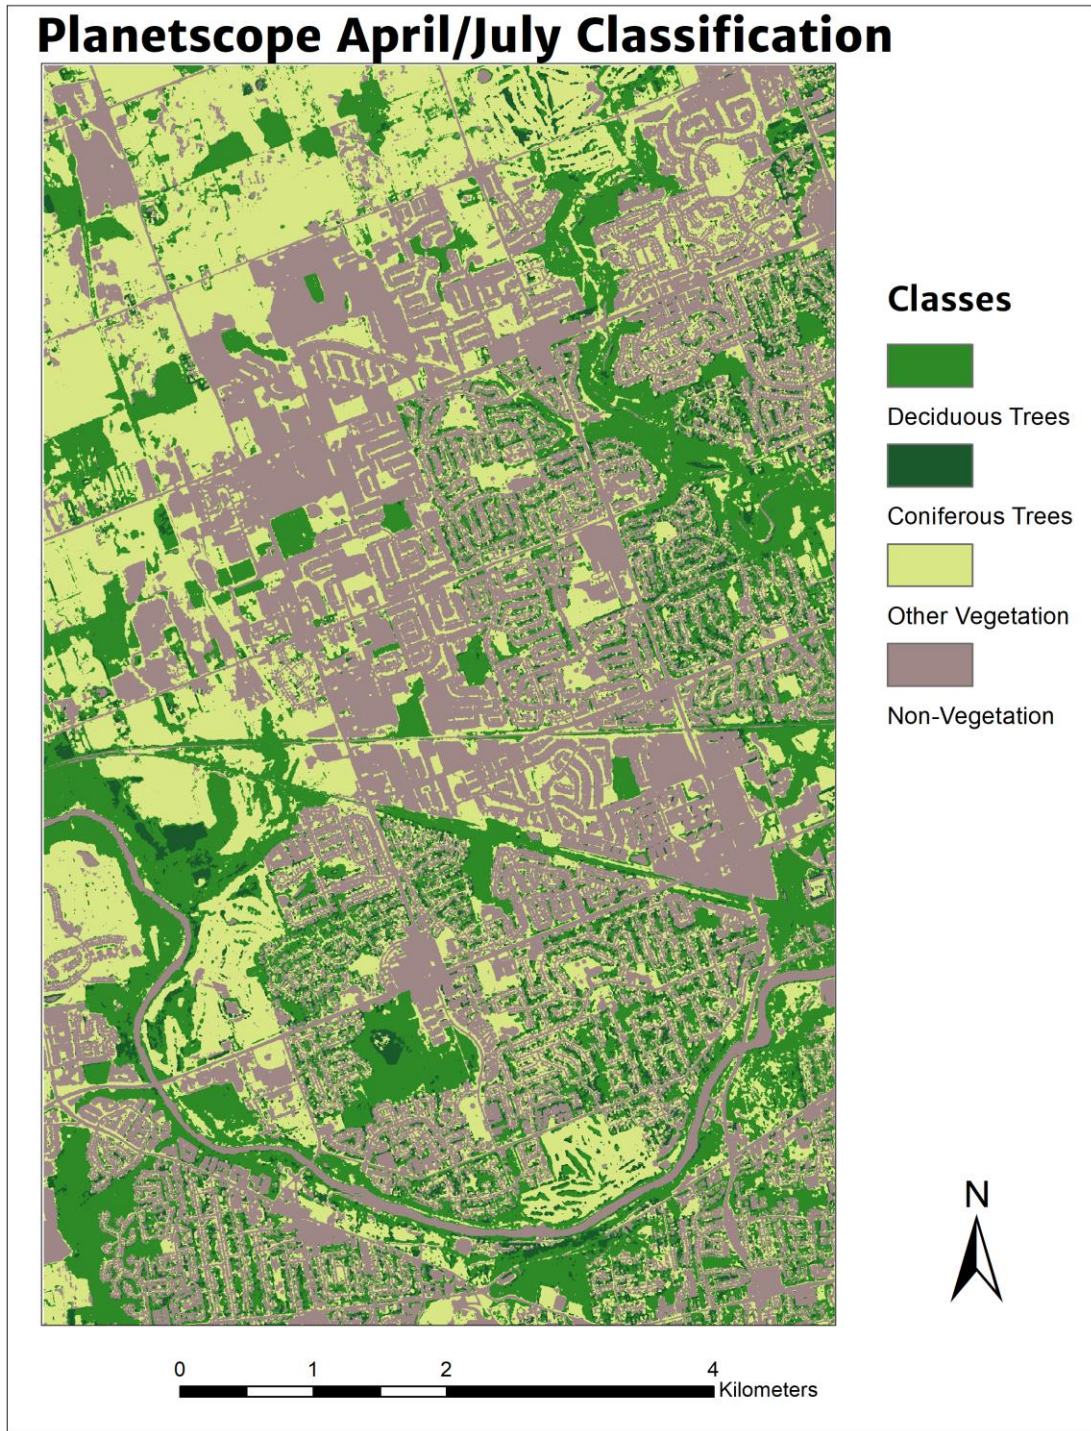 Planetscope April/July Classification
Classes
Deciduous Trees
Coniferous Trees
Other Vegetation
Non-Vegetation
N
0 1 2 4
Kilometers